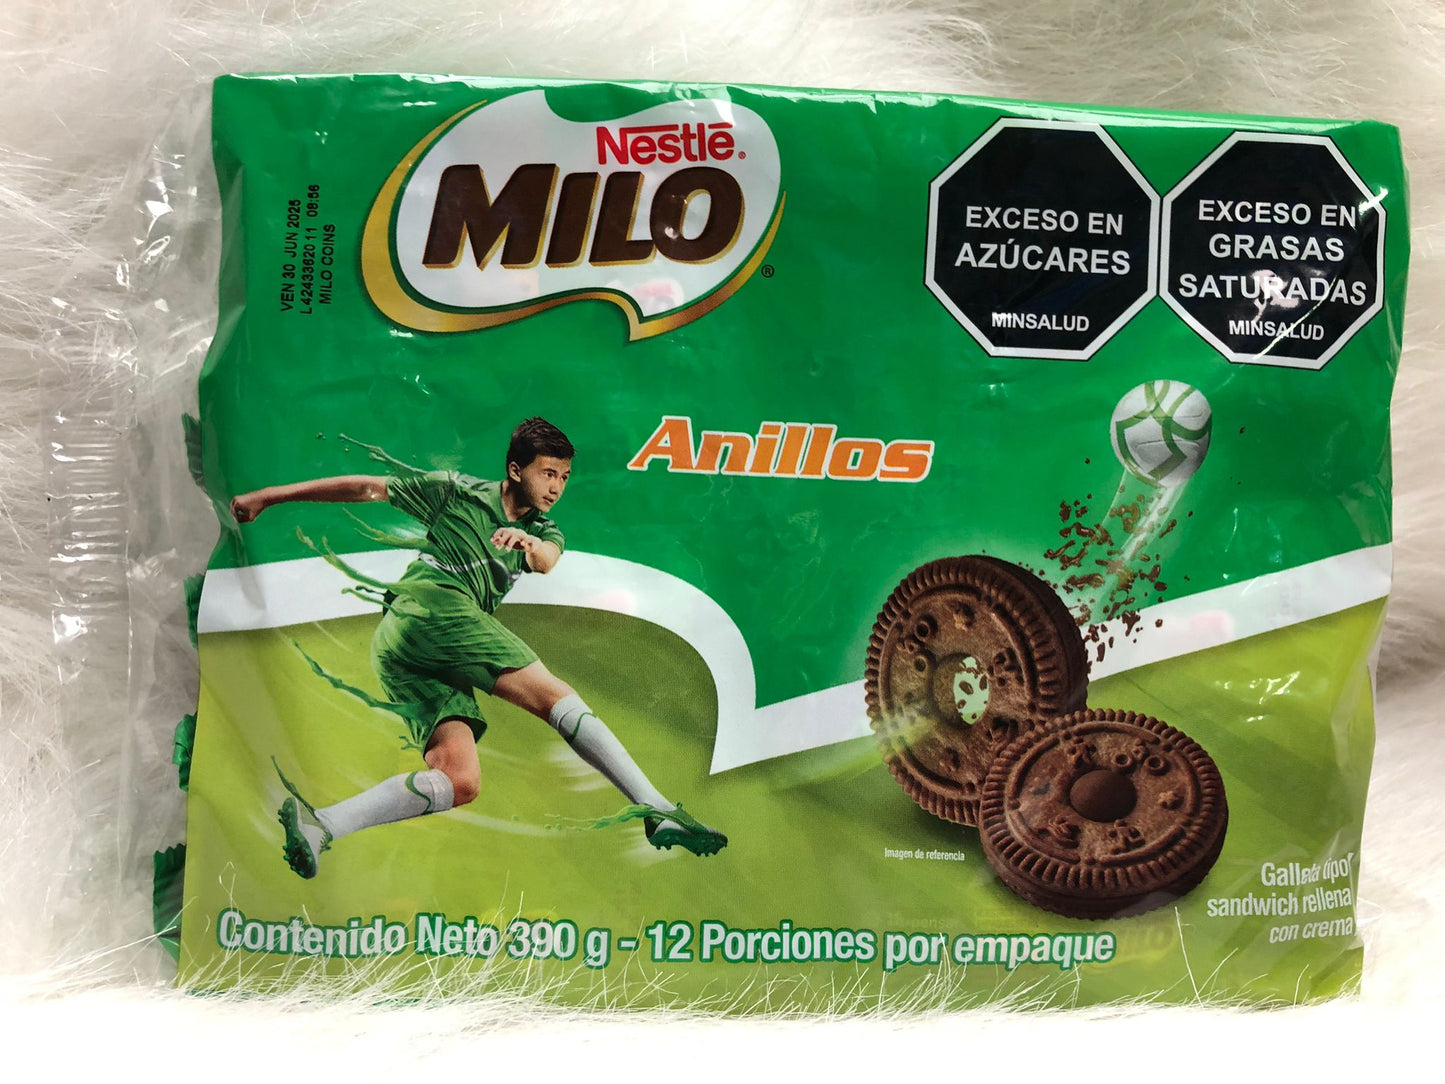 Nestlé®
MILO®
VEN 30 JUN 2025
L42433620 11 08:56
MILO COINS
EXCESO EN
AZÚCARES
MINSALUD
EXCESO EN
GRASAS
SATURADAS
MINSALUD
Anillos
Imagen de referencia
Galleta tipo
sandwich rellena
con crema
Contenido Neto 390 g - 12 Porciones por empaque